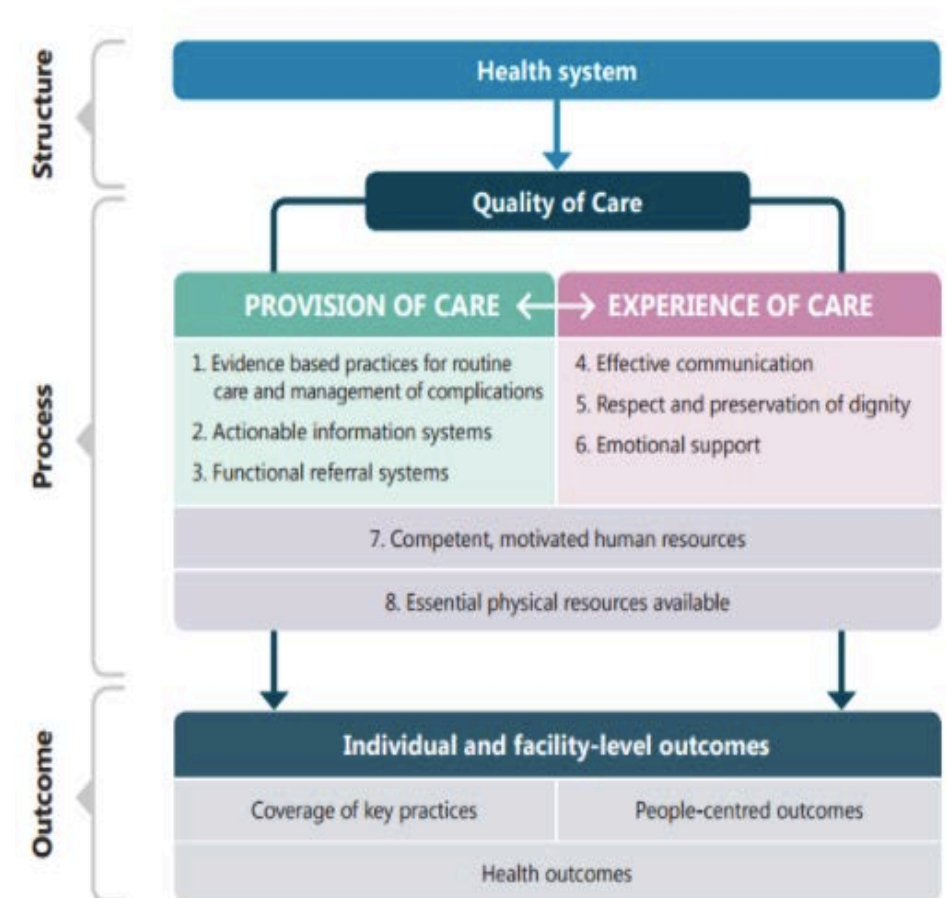 Structure
Health system
Quality of Care
Process
PROVISION OF CARE
EXPERIENCE OF CARE
1. Evidence based practices for routine
care and management of complications
2. Actionable information systems
3. Functional referral systems
4. Effective communication
5. Respect and preservation of dignity
6. Emotional support
7. Competent, motivated human resources
8. Essential physical resources available
Outcome
Individual and facility-level outcomes
Coverage of key practices
People-centred outcomes
Health outcomes